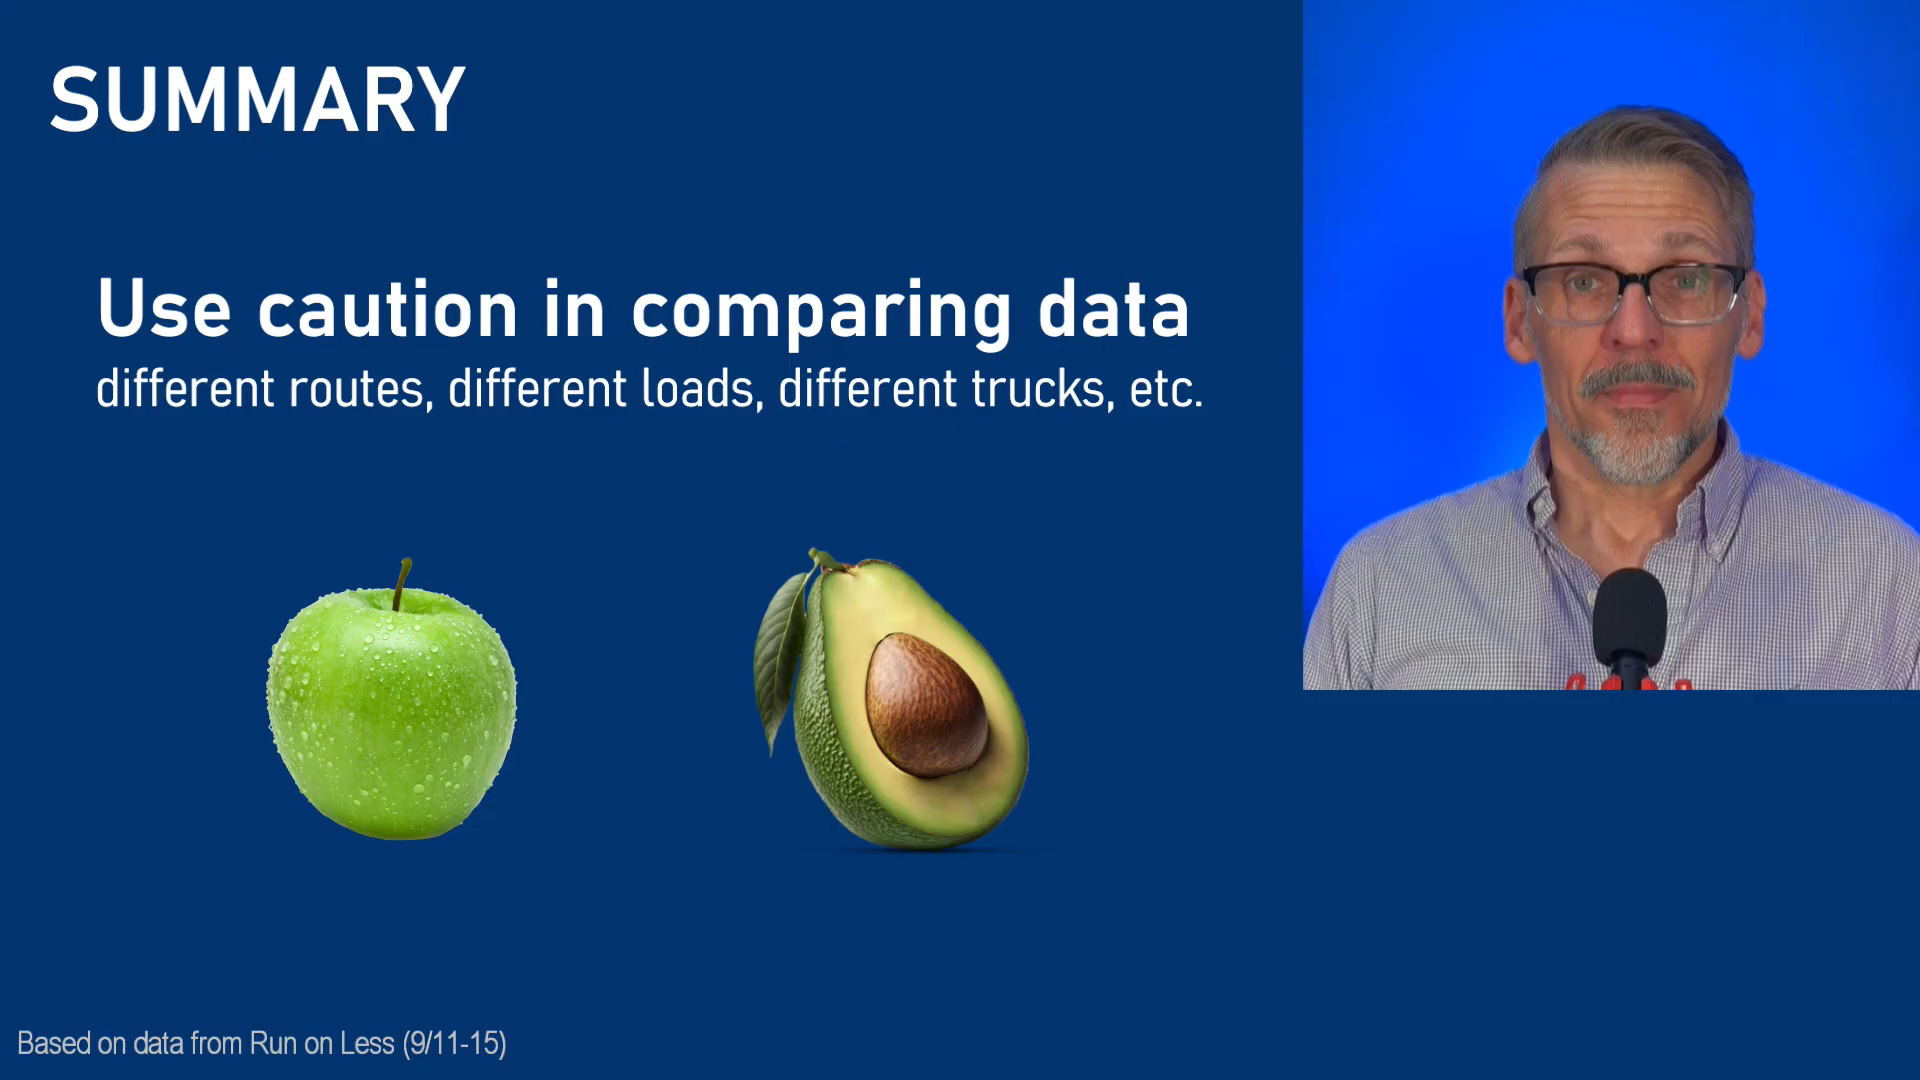 SUMMARY
Use caution in comparing data
different routes, different loads, different trucks, etc.
Based on data from Run on Less (9/11-15)